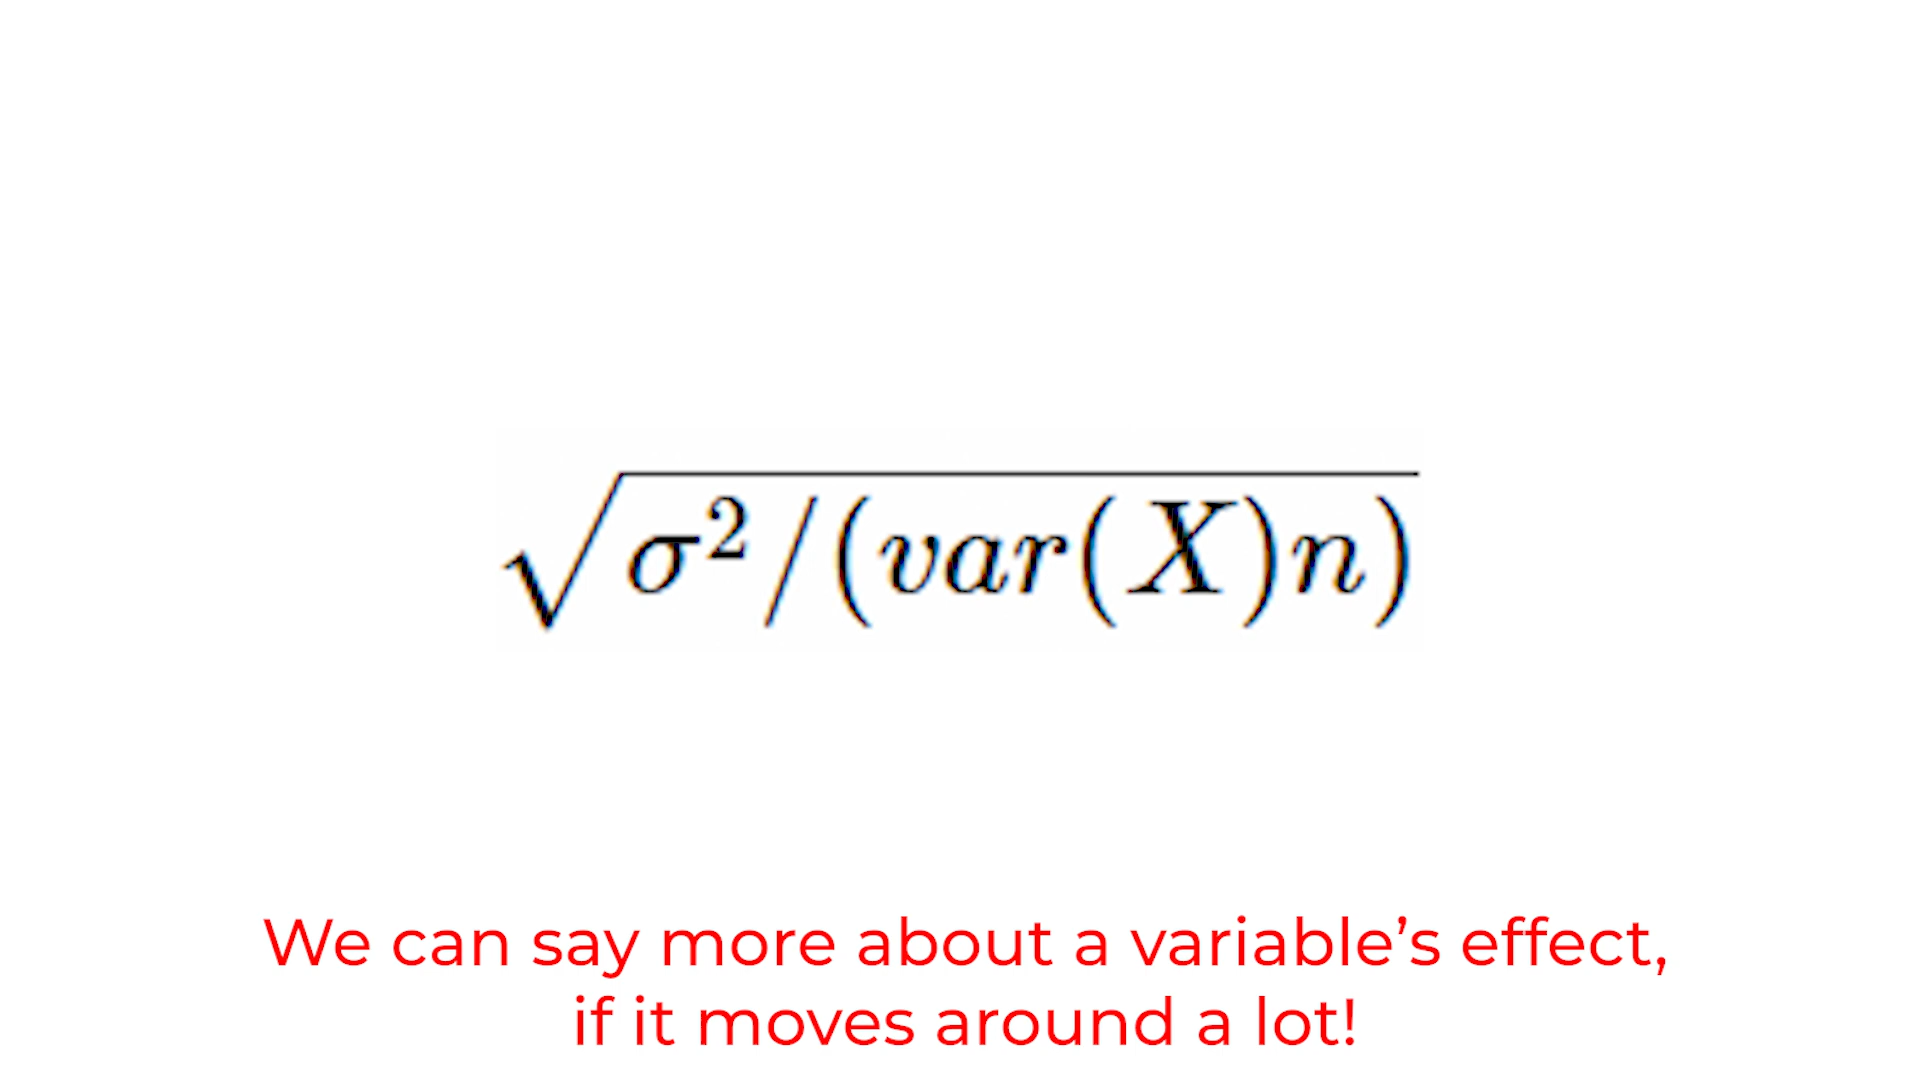 √σ²/(var(X)n)
We can say more about a variable’s effect,
if it moves around a lot!